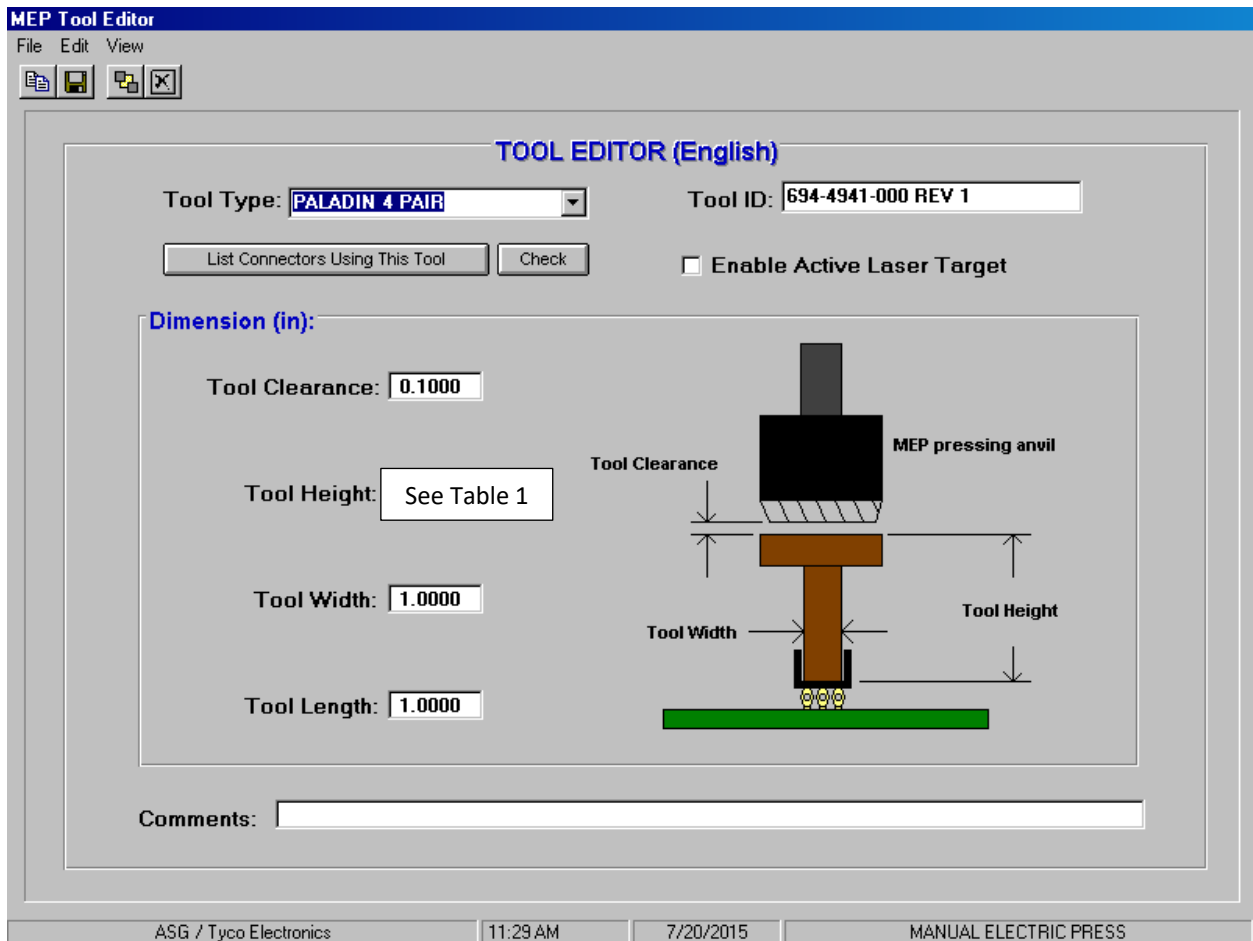 MEP Tool Editor
File Edit View
TOOL EDITOR (English)
Tool Type: PALADIN 4 PAIR
Tool ID: 694-4941-000 REV 1
List Connectors Using This Tool
Check
Enable Active Laser Target
Dimension (in):
Tool Clearance: 0.1000
Tool Height: See Table 1
Tool Width: 1.0000
Tool Length: 1.0000
MEP pressing anvil
Tool Clearance
Tool Height
Tool Width
Comments:
ASG / Tyco Electronics 11:29 AM 7/20/2015 MANUAL ELECTRIC PRESS